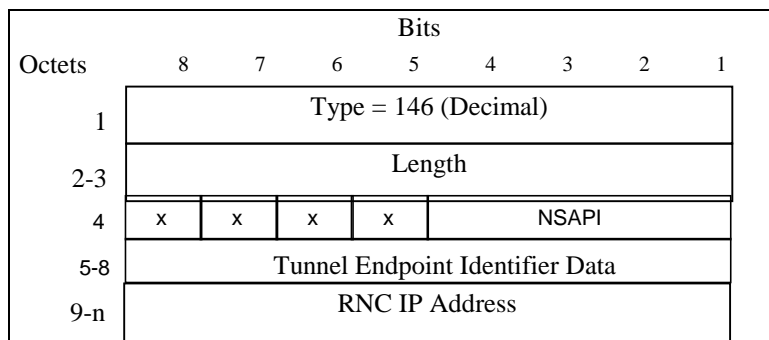 Bits
Octets 8 7 6 5 4 3 2 1
1 Type = 146 (Decimal)
2-3 Length
4 x x x x NSAPI
5-8 Tunnel Endpoint Identifier Data
9-n RNC IP Address